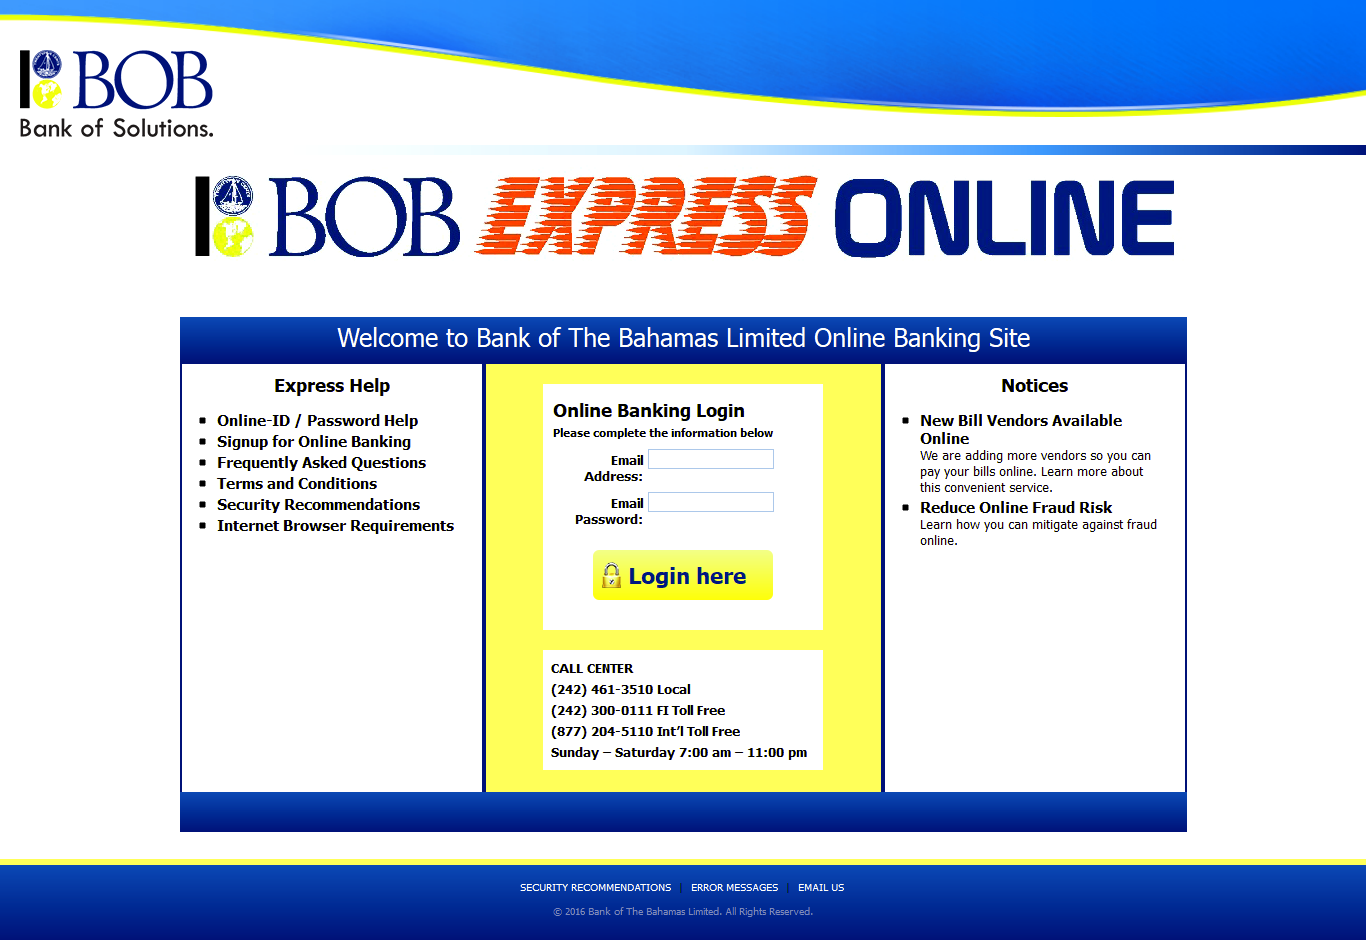 BOB
Bank of Solutions.
BOB EXPRESS ONLINE
Welcome to Bank of The Bahamas Limited Online Banking Site
Express Help
Online-ID / Password Help
Signup for Online Banking
Frequently Asked Questions
Terms and Conditions
Security Recommendations
Internet Browser Requirements
Online Banking Login
Please complete the information below
Email
Address:
Email
Password:
Login here
CALL CENTER
(242) 461-3510 Local
(242) 300-0111 FI Toll Free
(877) 204-5110 Int’l Toll Free
Sunday – Saturday 7:00 am – 11:00 pm
Notices
New Bill Vendors Available
Online
We are adding more vendors so you can
pay your bills online. Learn more about
this convenient service.
Reduce Online Fraud Risk
Learn how you can mitigate against fraud
online.
SECURITY RECOMMENDATIONS | ERROR MESSAGES | EMAIL US
© 2016 Bank of The Bahamas Limited. All Rights Reserved.